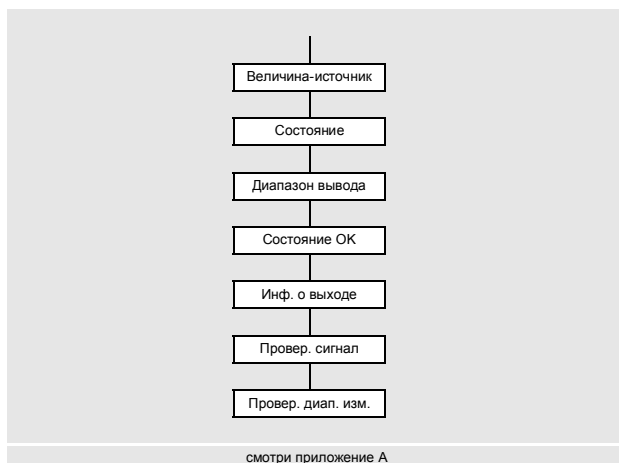 Величина-источник
Состояние
Диапазон вывода
Состояние OK
Инф. о выходе
Провер. сигнал
Провер. диап. изм.
смотри приложение A